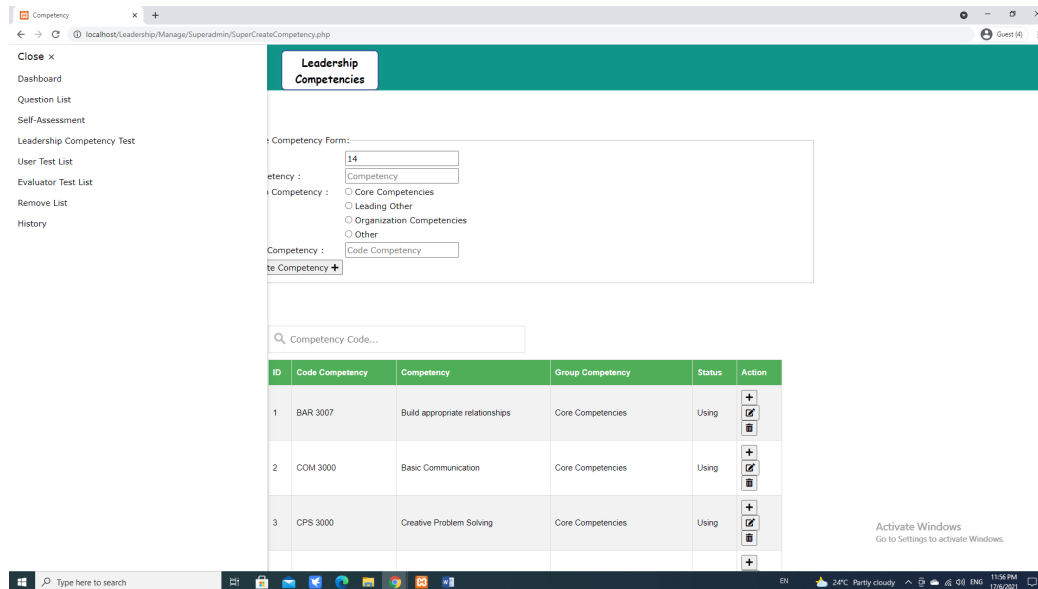 Competency
localhost/Leadership/Manage/Superadmin/SuperCreateCompetency.php
Guest (4)
Close ×
Dashboard
Question List
Self-Assessment
Leadership Competency Test
User Test List
Evaluator Test List
Remove List
History
Leadership
Competencies
Competency Form:
14
etency :
Competency
Competency :
Core Competencies
Leading Other
Organization Competencies
Other
Competency :
Code Competency
te Competency +
Competency Code...
ID Code Competency Competency Group Competency Status Action
1 BAR 3007 Build appropriate relationships Core Competencies Using
2 COM 3000 Basic Communication Core Competencies Using
3 CPS 3000 Creative Problem Solving Core Competencies Using
Activate Windows
Go to Settings to activate Windows.
Type here to search
EN
24°C Partly cloudy
ENG
11:56 PM
17/6/2021